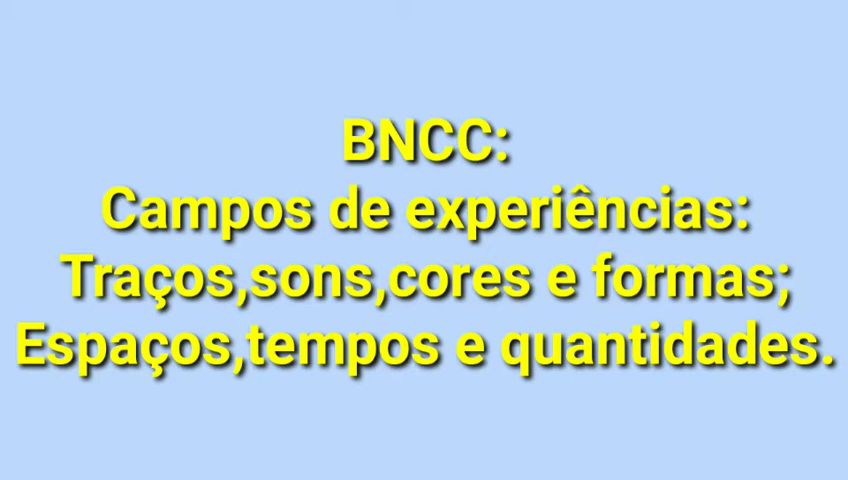 BNCC:
Campos de experiências:
Traços,sons,cores e formas;
Espaços,tempos e quantidades.